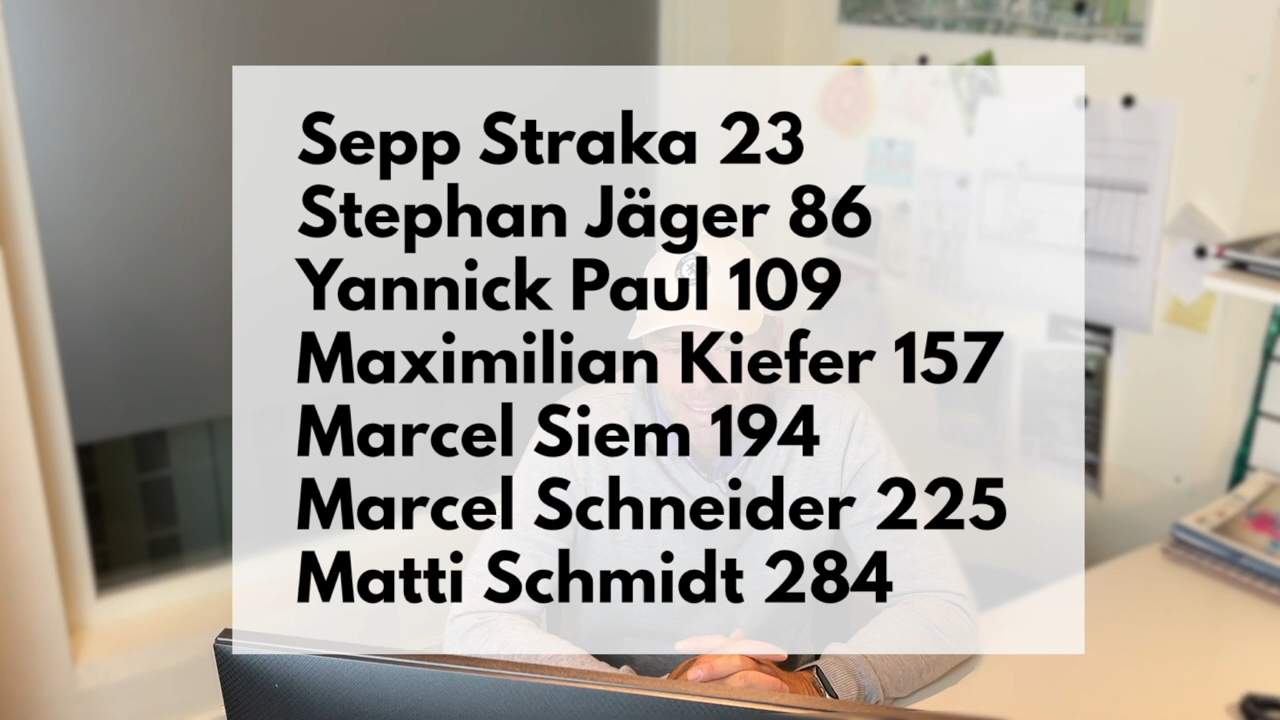 Sepp Straka 23
Stephan Jäger 86
Yannick Paul 109
Maximilian Kiefer 157
Marcel Siem 194
Marcel Schneider 225
Matti Schmidt 284